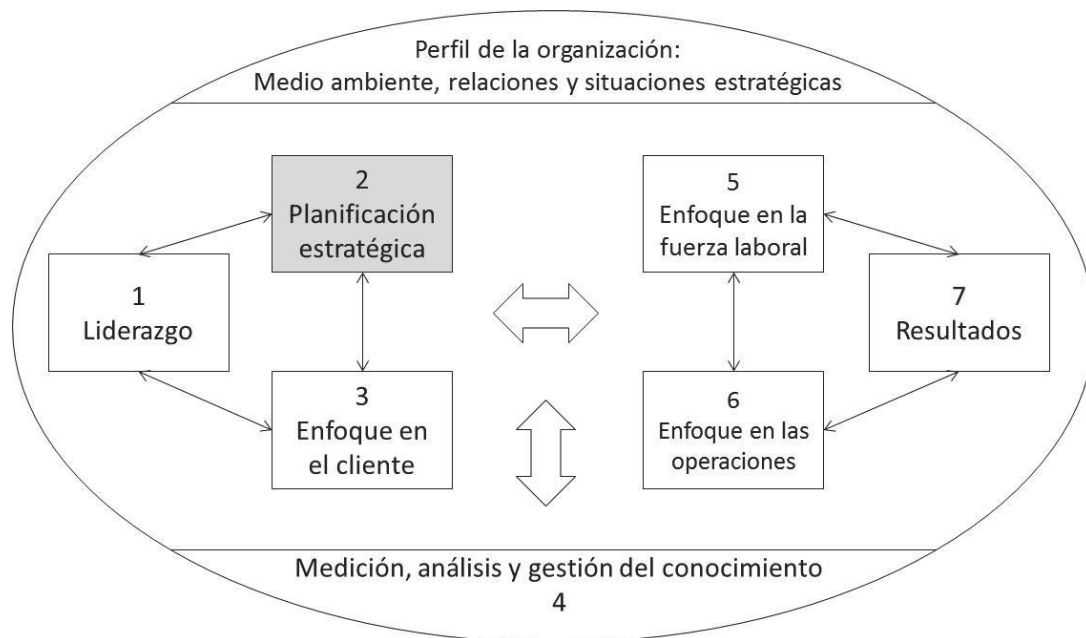 Perfil de la organización:
Medio ambiente, relaciones y situaciones estratégicas
2
Planificación
estratégica
5
Enfoque en la
fuerza laboral
1
Liderazgo
7
Resultados
3
Enfoque en
el cliente
6
Enfoque en las
operaciones
Medición, análisis y gestión del conocimiento
4